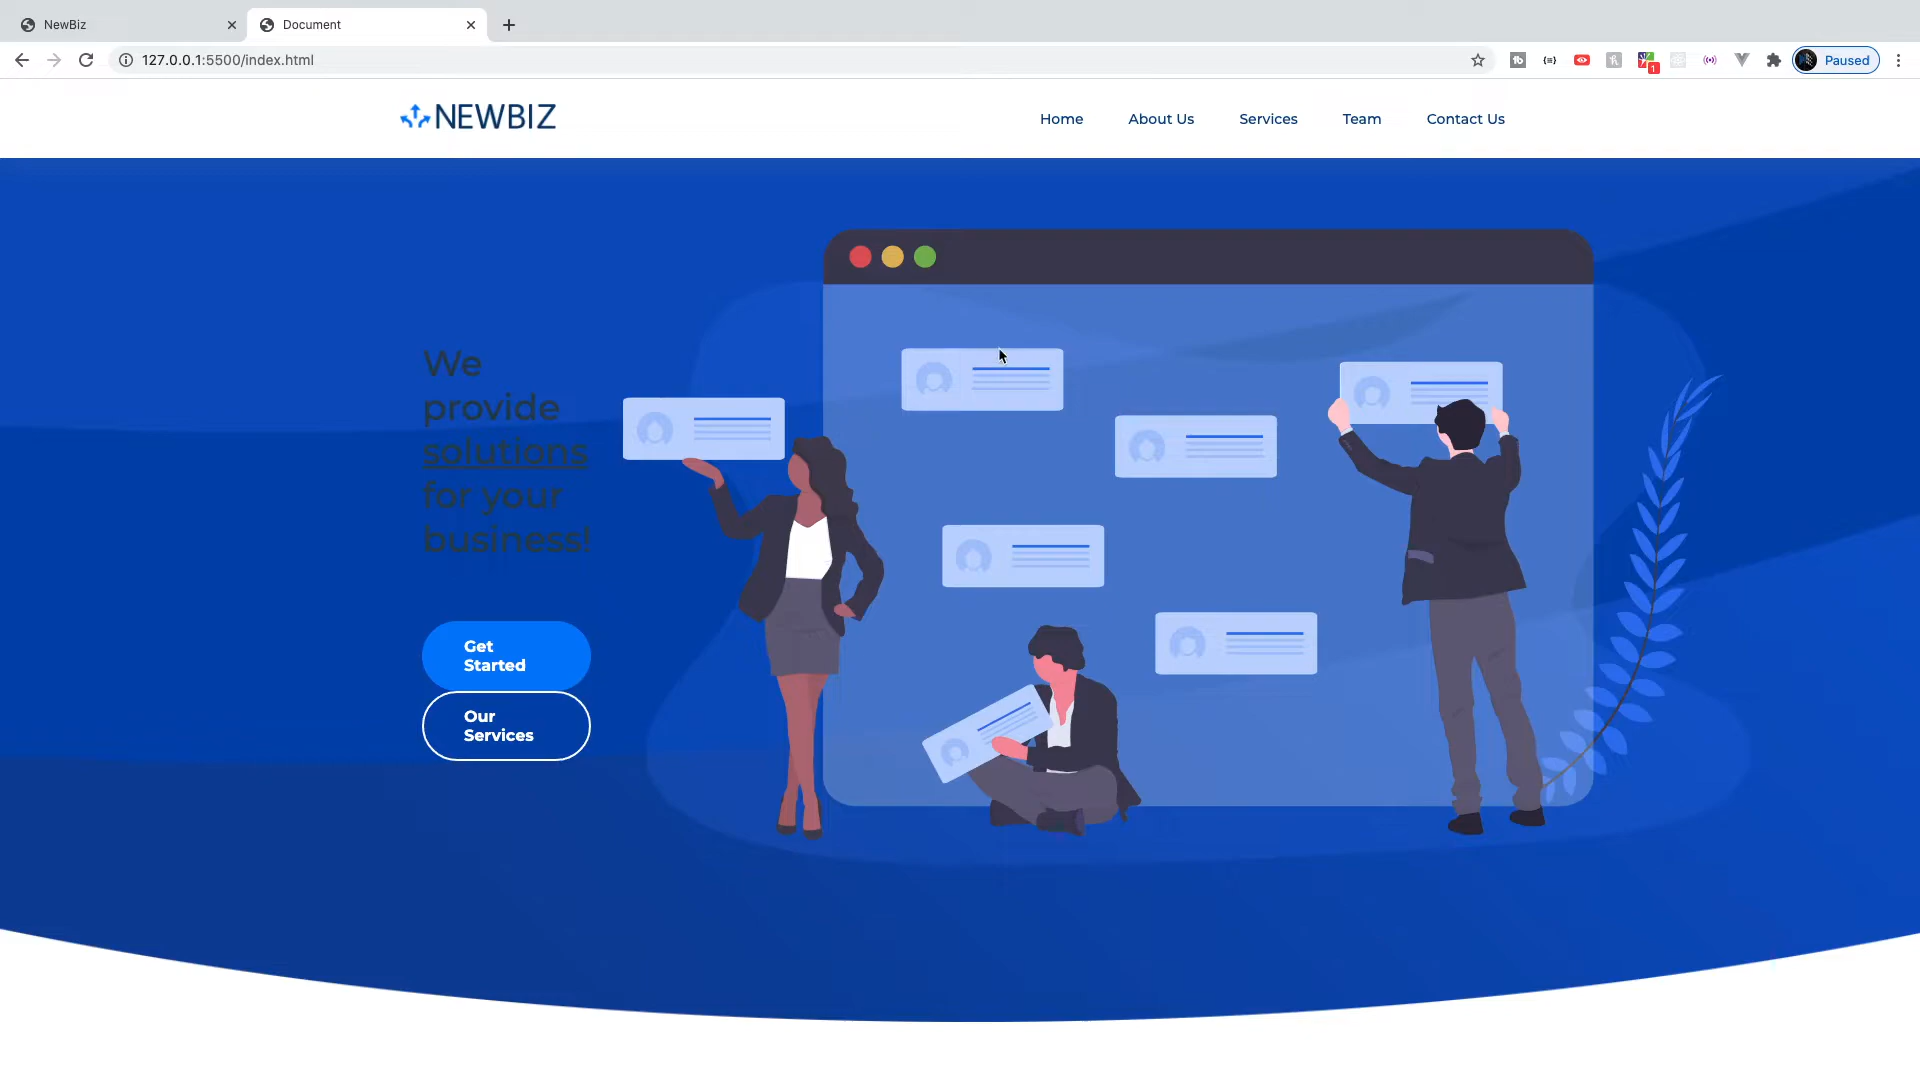 NewBiz
Document
127.0.0.1:5500/index.html
1
Paused
NEWBIZ
Home
About Us
Services
Team
Contact Us
We
provide
solutions
for your
business!
Get
Started
Our
Services